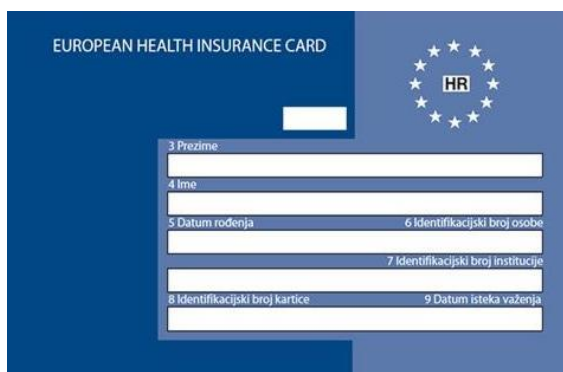 EUROPEAN HEALTH INSURANCE CARD
HR
3 Prezime
4 Ime
5 Datum rođenja 6 Identifikacijski broj osobe
7 Identifikacijski broj institucije
8 Identifikacijski broj kartice 9 Datum isteka važenja